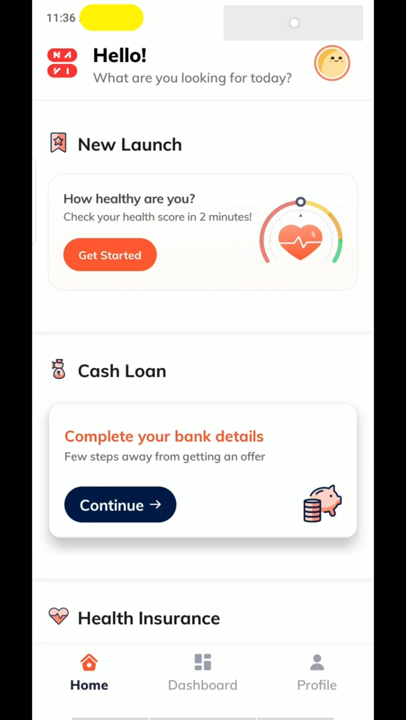 11:36
NAVI
Hello!
What are you looking for today?
New Launch
How healthy are you?
Check your health score in 2 minutes!
Get Started
Cash Loan
Complete your bank details
Few steps away from getting an offer
Continue →
Health Insurance
Home
Dashboard
Profile